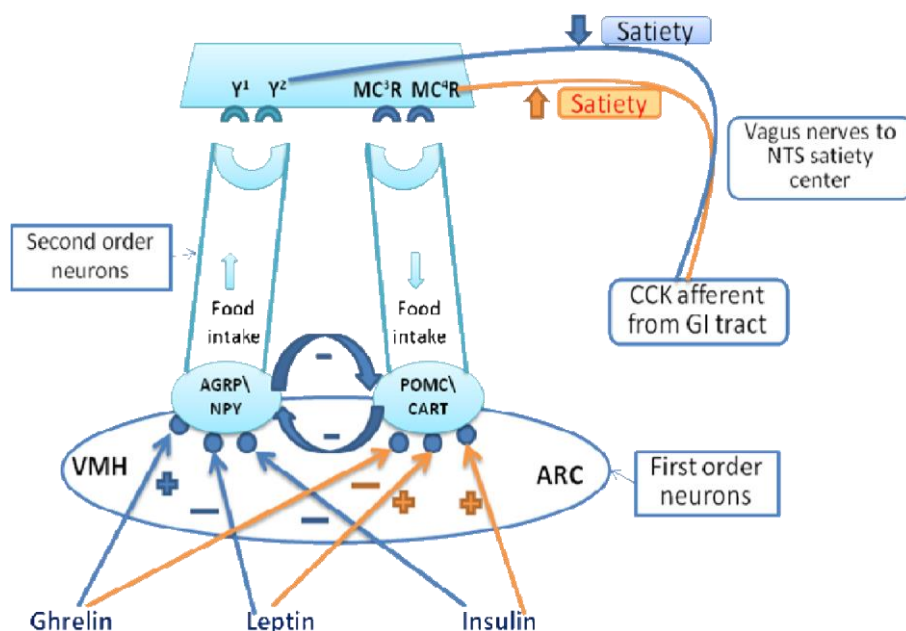 Satiety
Y¹ Y² MC³R MC⁴R
Satiety
Vagus nerves to
NTS satiety
center
Second order
neurons
Food
intake
Food
intake
CCK afferent
from GI tract
AGRP\
NPY
-
-
POMC\
CART
VMH
ARC
First order
neurons
+
-
-
-
+
+
Ghrelin
Leptin
Insulin